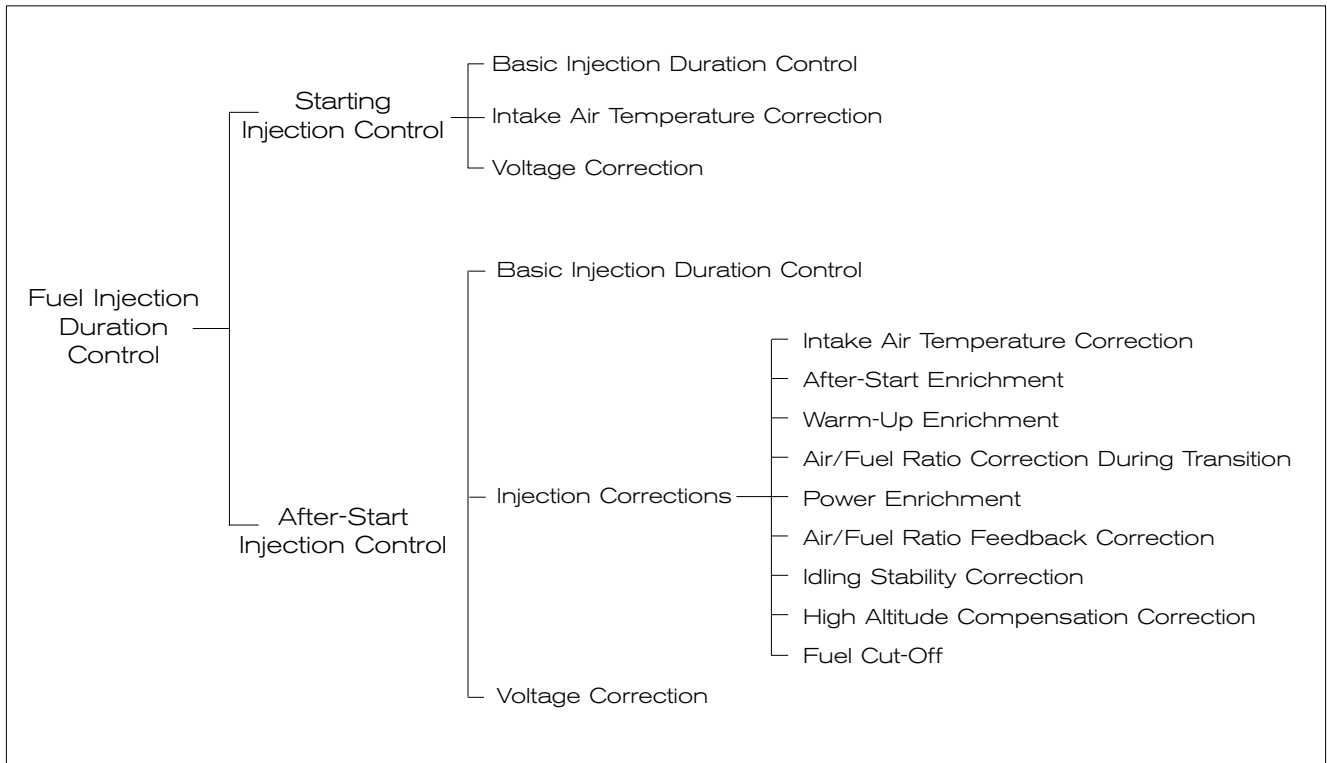 Fuel Injection
Duration
Control
Starting
Injection Control
Basic Injection Duration Control
Intake Air Temperature Correction
Voltage Correction
After-Start
Injection Control
Basic Injection Duration Control
Injection Corrections
Intake Air Temperature Correction
After-Start Enrichment
Warm-Up Enrichment
Air/Fuel Ratio Correction During Transition
Power Enrichment
Air/Fuel Ratio Feedback Correction
Idling Stability Correction
High Altitude Compensation Correction
Fuel Cut-Off
Voltage Correction